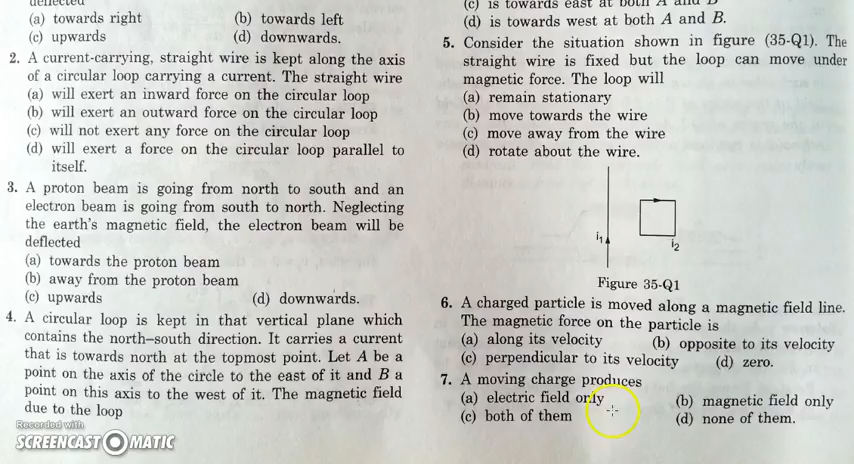 deflected
(a) towards right (b) towards left
(c) upwards (d) downwards.
2. A current-carrying, straight wire is kept along the axis
of a circular loop carrying a current. The straight wire
(a) will exert an inward force on the circular loop
(b) will exert an outward force on the circular loop
(c) will not exert any force on the circular loop
(d) will exert a force on the circular loop parallel to
itself.
3. A proton beam is going from north to south and an
electron beam is going from south to north. Neglecting
the earth's magnetic field, the electron beam will be
deflected
(a) towards the proton beam
(b) away from the proton beam
(c) upwards (d) downwards.
4. A circular loop is kept in that vertical plane which
contains the north–south direction. It carries a current
that is towards north at the topmost point. Let A be a
point on the axis of the circle to the east of it and B a
point on this axis to the west of it. The magnetic field
due to the loop
(c) is towards east at both A and B
(d) is towards west at both A and B.
5. Consider the situation shown in figure (35-Q1). The
straight wire is fixed but the loop can move under
magnetic force. The loop will
(a) remain stationary
(b) move towards the wire
(c) move away from the wire
(d) rotate about the wire.
i₁
i₂
Figure 35-Q1
6. A charged particle is moved along a magnetic field line.
The magnetic force on the particle is
(a) along its velocity (b) opposite to its velocity
(c) perpendicular to its velocity (d) zero.
7. A moving charge produces
(a) electric field only (b) magnetic field only
(c) both of them (d) none of them.
Recorded with
SCREENCAST O MATIC